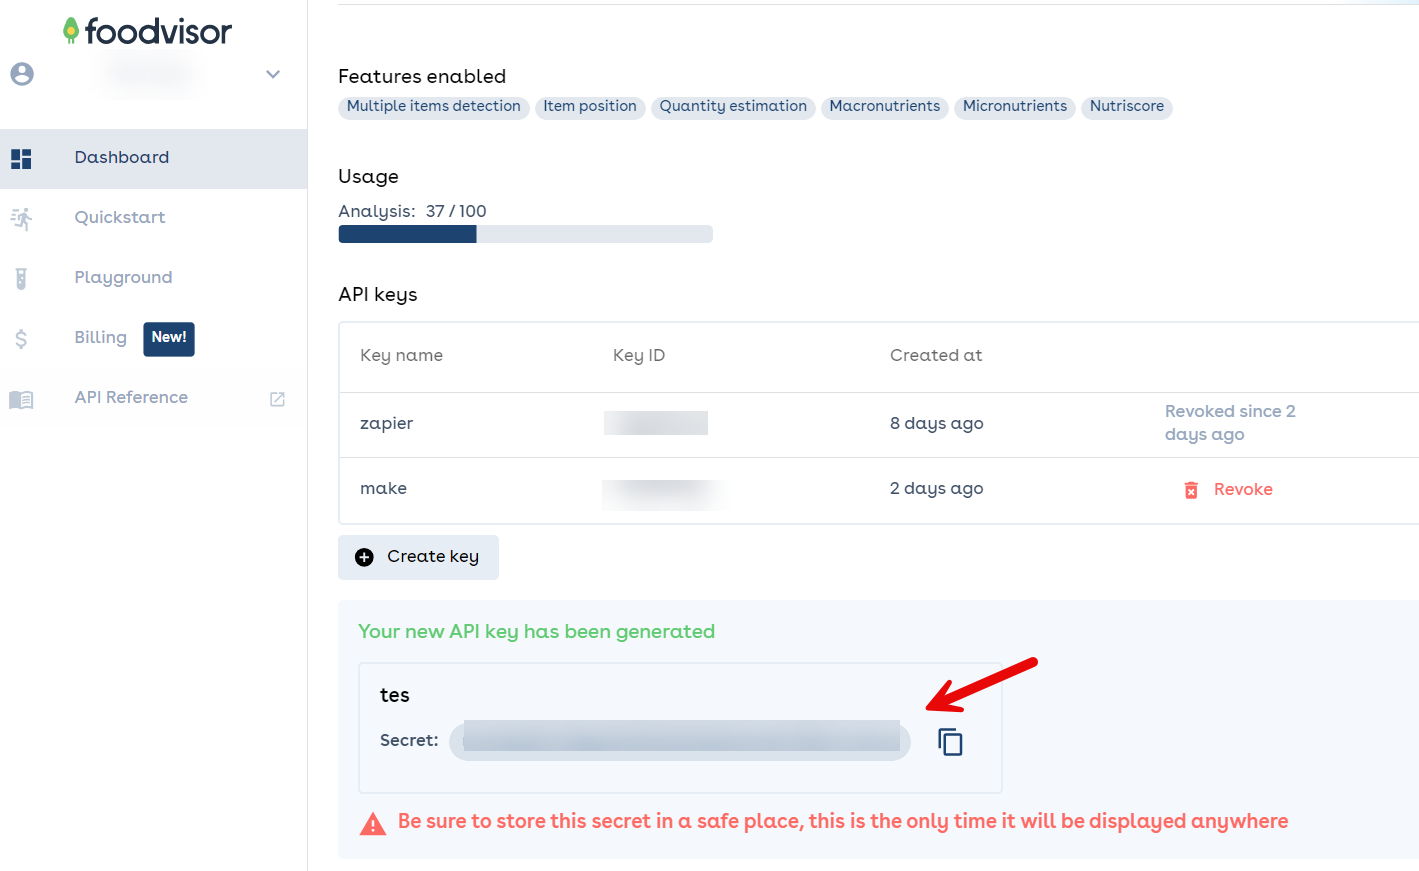 foodvisor
Dashboard
Quickstart
Playground
Billing New!
API Reference
Features enabled
Multiple items detection Item position Quantity estimation Macronutrients Micronutrients Nutriscore
Usage
Analysis: 37 / 100
API keys
Key name Key ID Created at
zapier 8 days ago Revoked since 2
days ago
make 2 days ago Revoke
Create key
Your new API key has been generated
tes
Secret:
Be sure to store this secret in a safe place, this is the only time it will be displayed anywhere